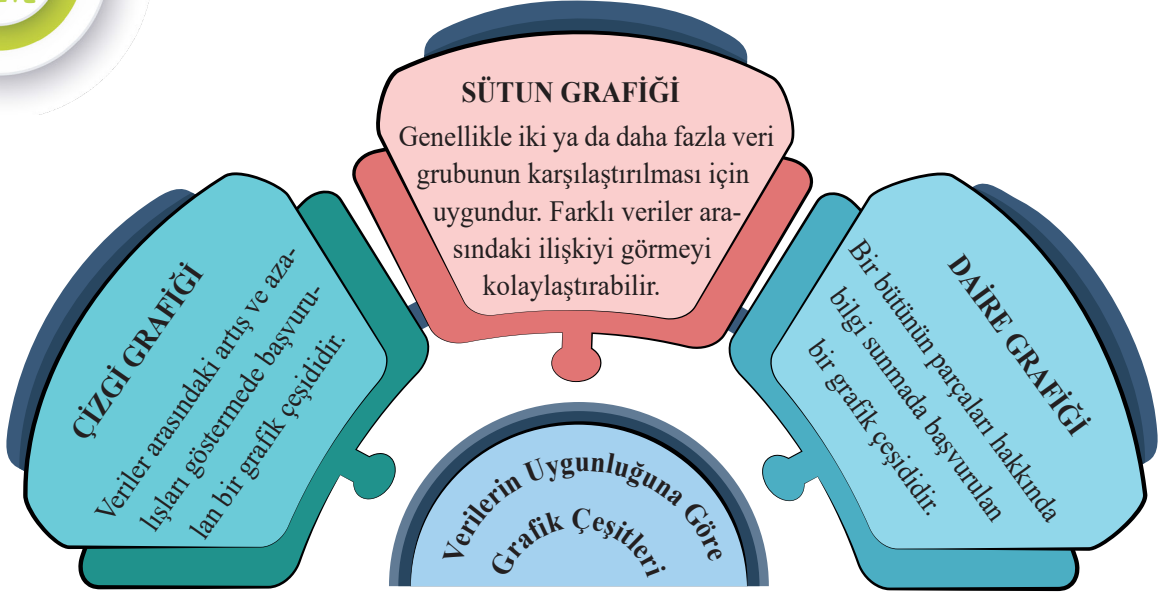 SÜTUN GRAFİĞİ
Genellikle iki ya da daha fazla veri
grubunun karşılaştırılması için
uygundur. Farklı veriler ara-
sındaki ilişkiyi görmeyi
kolaylaştırabilir.
ÇİZGİ GRAFİĞİ
Veriler arasındaki artış ve aza-
lışları göstermede başvuru-
lan bir grafik çeşididir.
DAİRE GRAFİĞİ
Bir bütünün parçaları hakkında
bilgi sunmada başvurulan
bir grafik çeşididir.
Verilerin Uygunluğuna Göre
Grafik Çeşitleri